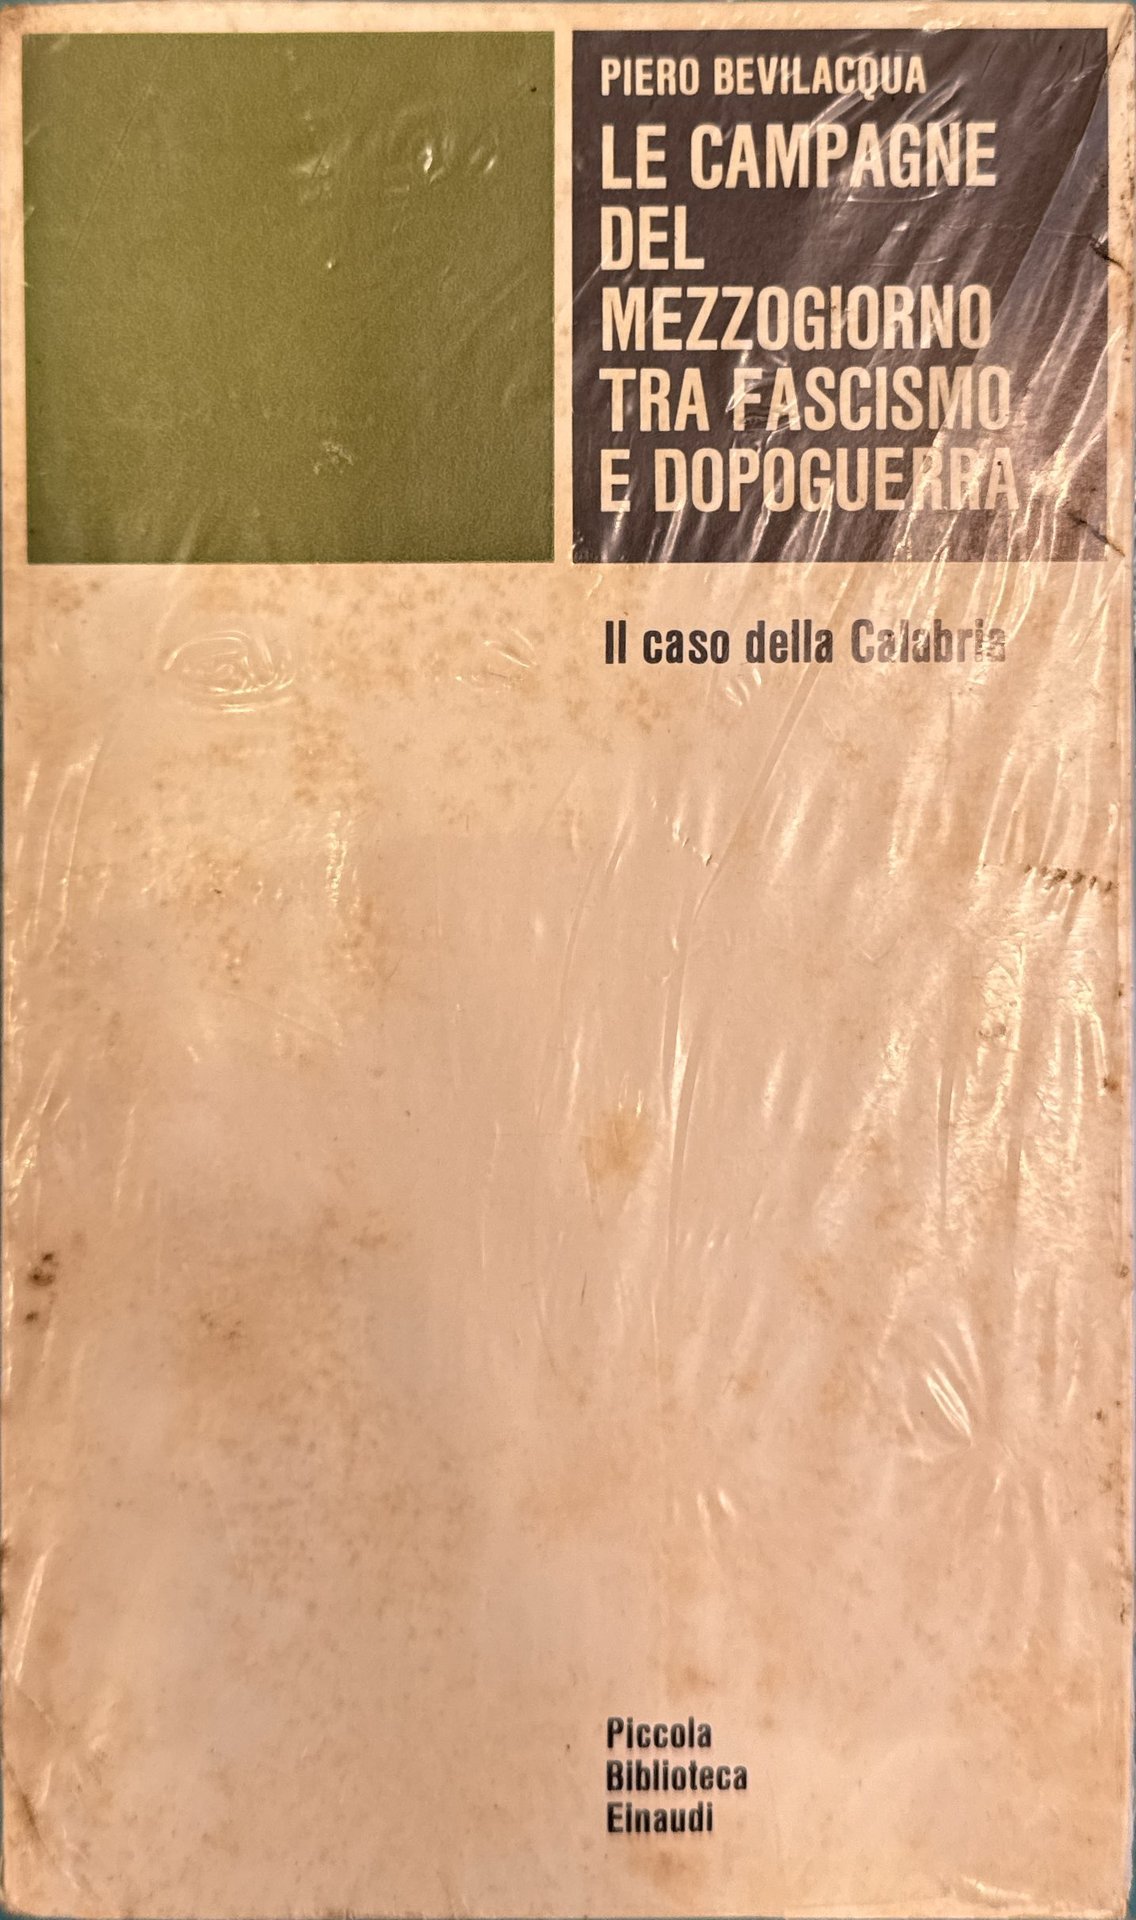 PIERO BEVILACQUA
LE CAMPAGNE
DEL
MEZZOGIORNO
TRA FASCISMO
E DOPOGUERRA
Il caso della Calabria
Piccola
Biblioteca
Einaudi